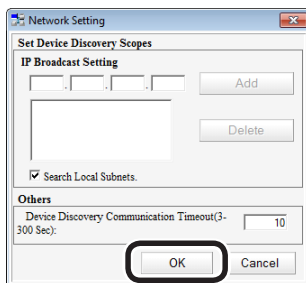 Network Setting
Set Device Discovery Scopes
IP Broadcast Setting
. . .
Add
Delete
Search Local Subnets.
Others
Device Discovery Communication Timeout(3-
300 Sec):
10
OK
Cancel